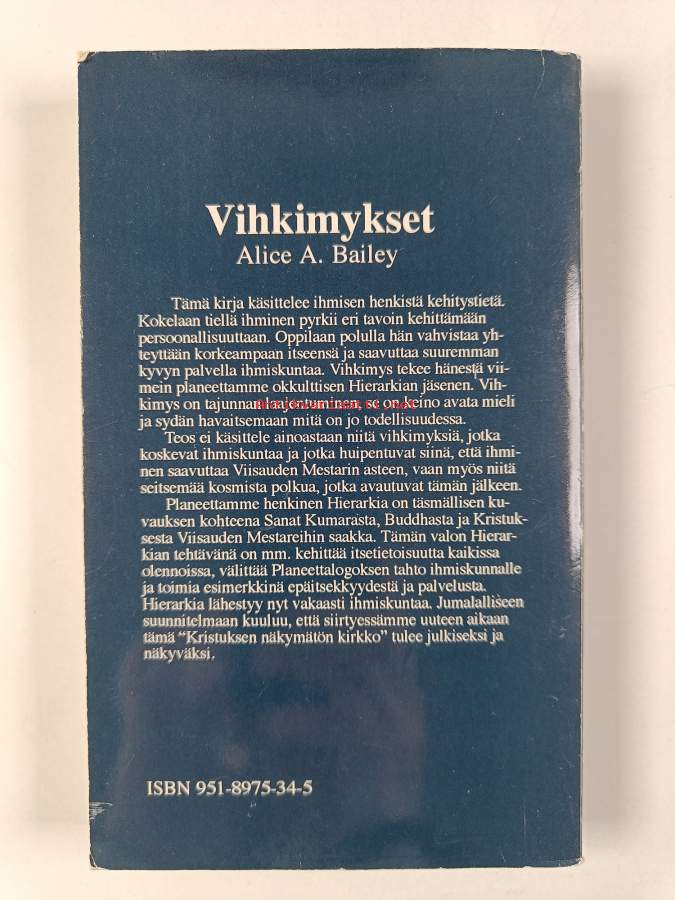 Vihkimykset
Alice A. Bailey
Tämä kirja käsittelee ihmisen henkistä kehitystietä.
Kokelaan tiellä ihminen pyrkii eri tavoin kehittämään
persoonallisuuttaan. Oppilaan polulla hän vahvistaa yh-
teyttään korkeampaan itseensä ja saavuttaa suuremman
kyvyn palvella ihmiskuntaa. Vihkimys tekee hänestä vii-
mein planeettamme okkulttisen Hierarkian jäsenen. Vih-
kimys on tajunnan laajentuminen, se on keino avata mieli
ja sydän havaitsemaan mitä on jo todellisuudessa.
Teos ei käsittele ainoastaan niitä vihkimyksiä, jotka
koskevat ihmiskuntaa ja jotka huipentuvat siinä, että ihmi-
nen saavuttaa Viisauden Mestarin asteen, vaan myös niitä
seitsemää kosmista polkua, jotka avautuvat tämän jälkeen.
Planeettamme henkinen Hierarkia on täsmällisen ku-
vauksen kohteena Sanat Kumarasta, Buddhasta ja Kristuk-
sesta Viisauden Mestareihin saakka. Tämän valon Hierar-
kian tehtävänä on mm. kehittää itsetietoisuutta kaikissa
olennoissa, välittää Planeettalogoksen tahto ihmiskunnalle
ja toimia esimerkkinä epäitsekkyydestä ja palvelusta.
Hierarkia lähestyy nyt vakaasti ihmiskuntaa. Jumalalliseen
suunnitelmaan kuuluu, että siirtyessämme uuteen aikaan
tämä “Kristuksen näkymätön kirkko” tulee julkiseksi ja
näkyväksi.
ISBN 951-8975-34-5